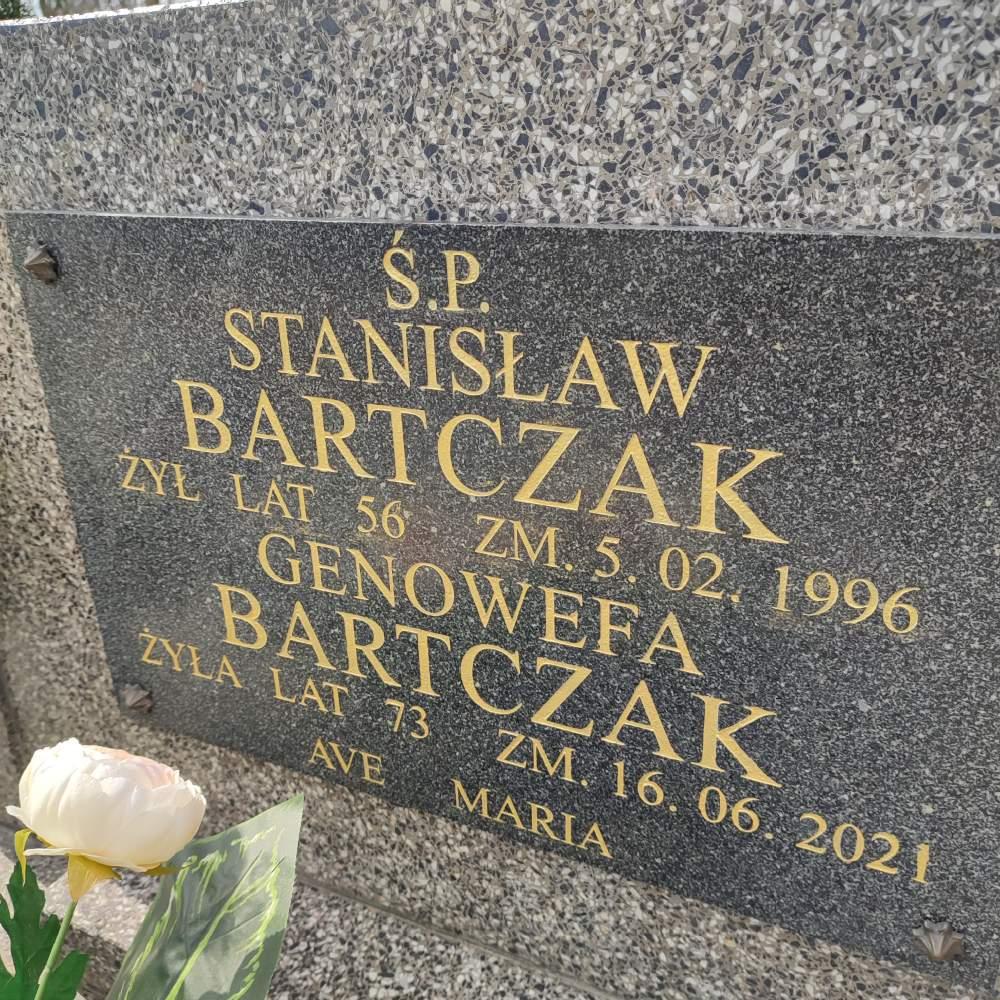 Ś.P.
STANISŁAW
BARTCZAK
ŻYŁ LAT 56 ZM. 5. 02. 1996
GENOWEFA
BARTCZAK
ŻYŁA LAT 73 ZM. 16. 06. 2021
AVE MARIA